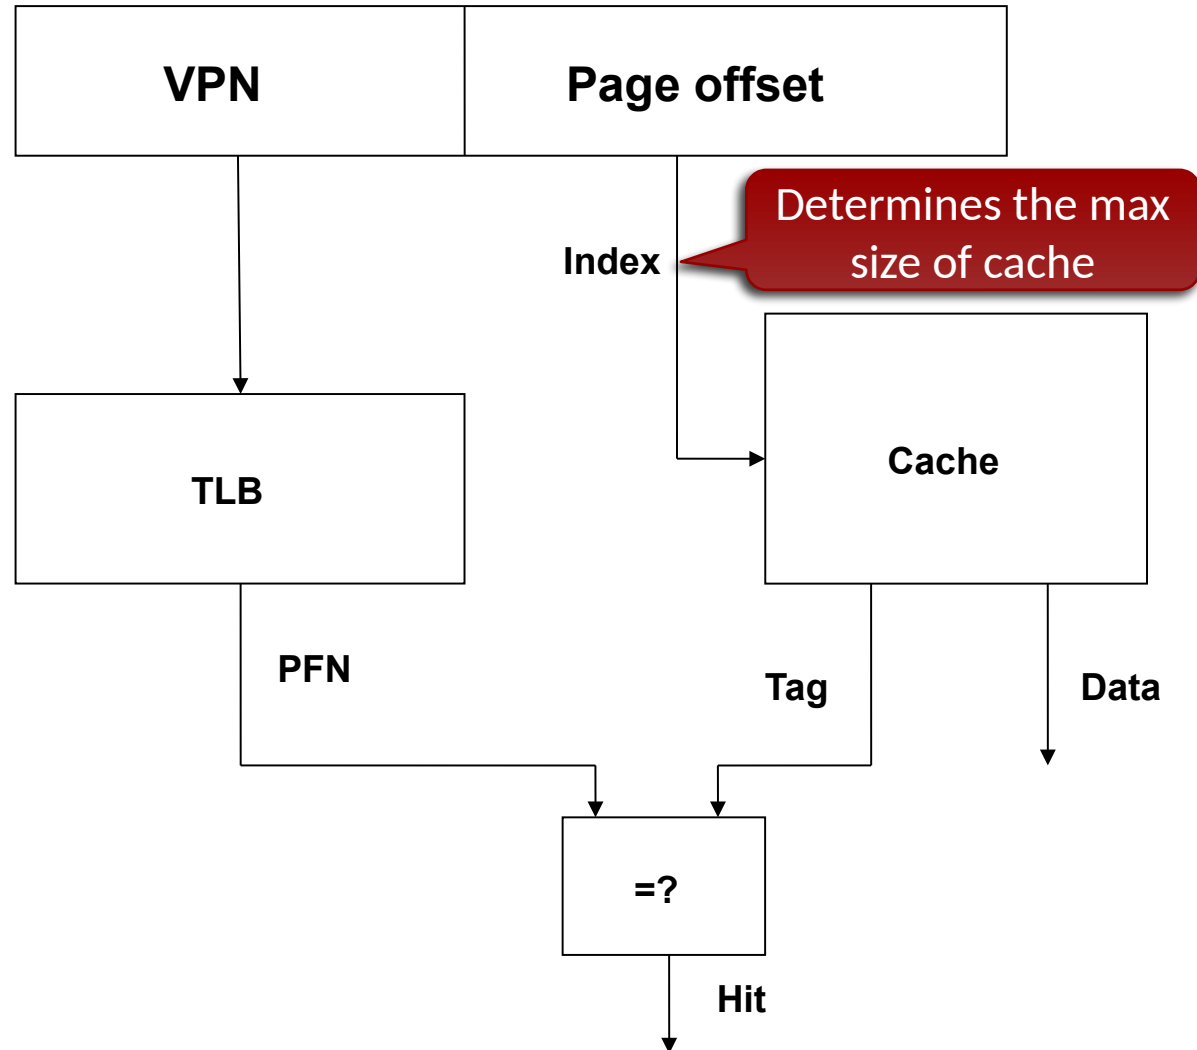 VPN
Page offset
Determines the max
size of cache
Index
Cache
TLB
PFN
Tag
Data
=?
Hit